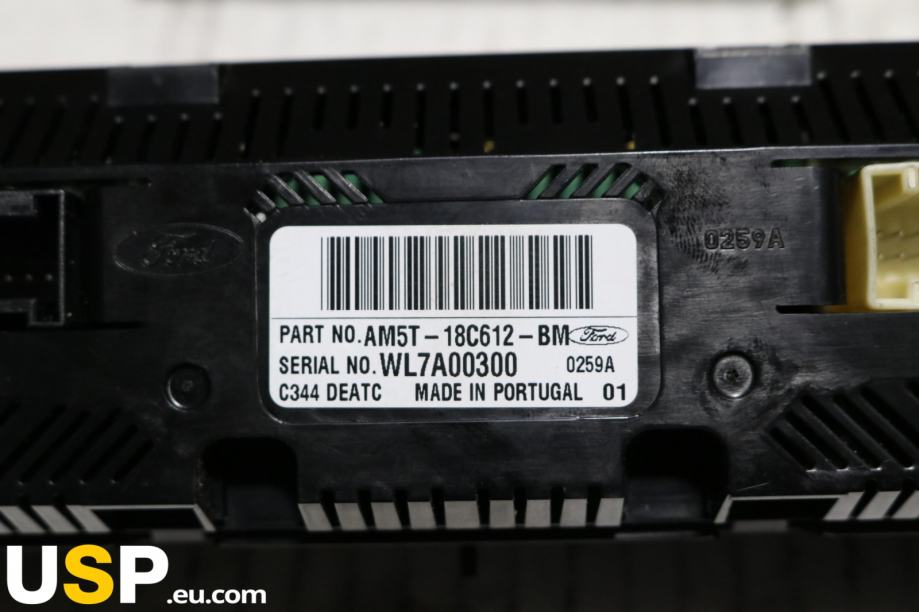 Ford
0259A
PART NO. AM5T-18C612-BM Ford
SERIAL NO. WL7A00300 0259A
C344 DEATC MADE IN PORTUGAL 01
USP.eu.com